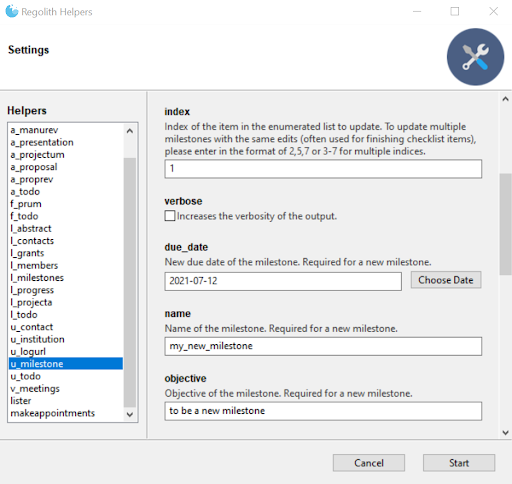 Regolith Helpers
Settings
Helpers
a_manurev
a_presentation
a_projectum
a_proposal
a_proprev
a_todo
f_prum
f_todo
l_abstract
l_contacts
l_grants
l_members
l_milestones
l_progress
l_projecta
l_todo
u_contact
u_institution
u_logurl
u_milestone
u_todo
v_meetings
lister
makeappointments
index
Index of the item in the enumerated list to update. To update multiple
milestones with the same edits (often used for finishing checklist items),
please enter in the format of 2,5,7 or 3-7 for multiple indices.
1
verbose
Increases the verbosity of the output.
due_date
New due date of the milestone. Required for a new milestone.
2021-07-12
Choose Date
name
Name of the milestone. Required for a new milestone.
my_new_milestone
objective
Objective of the milestone. Required for a new milestone.
to be a new milestone
Cancel
Start